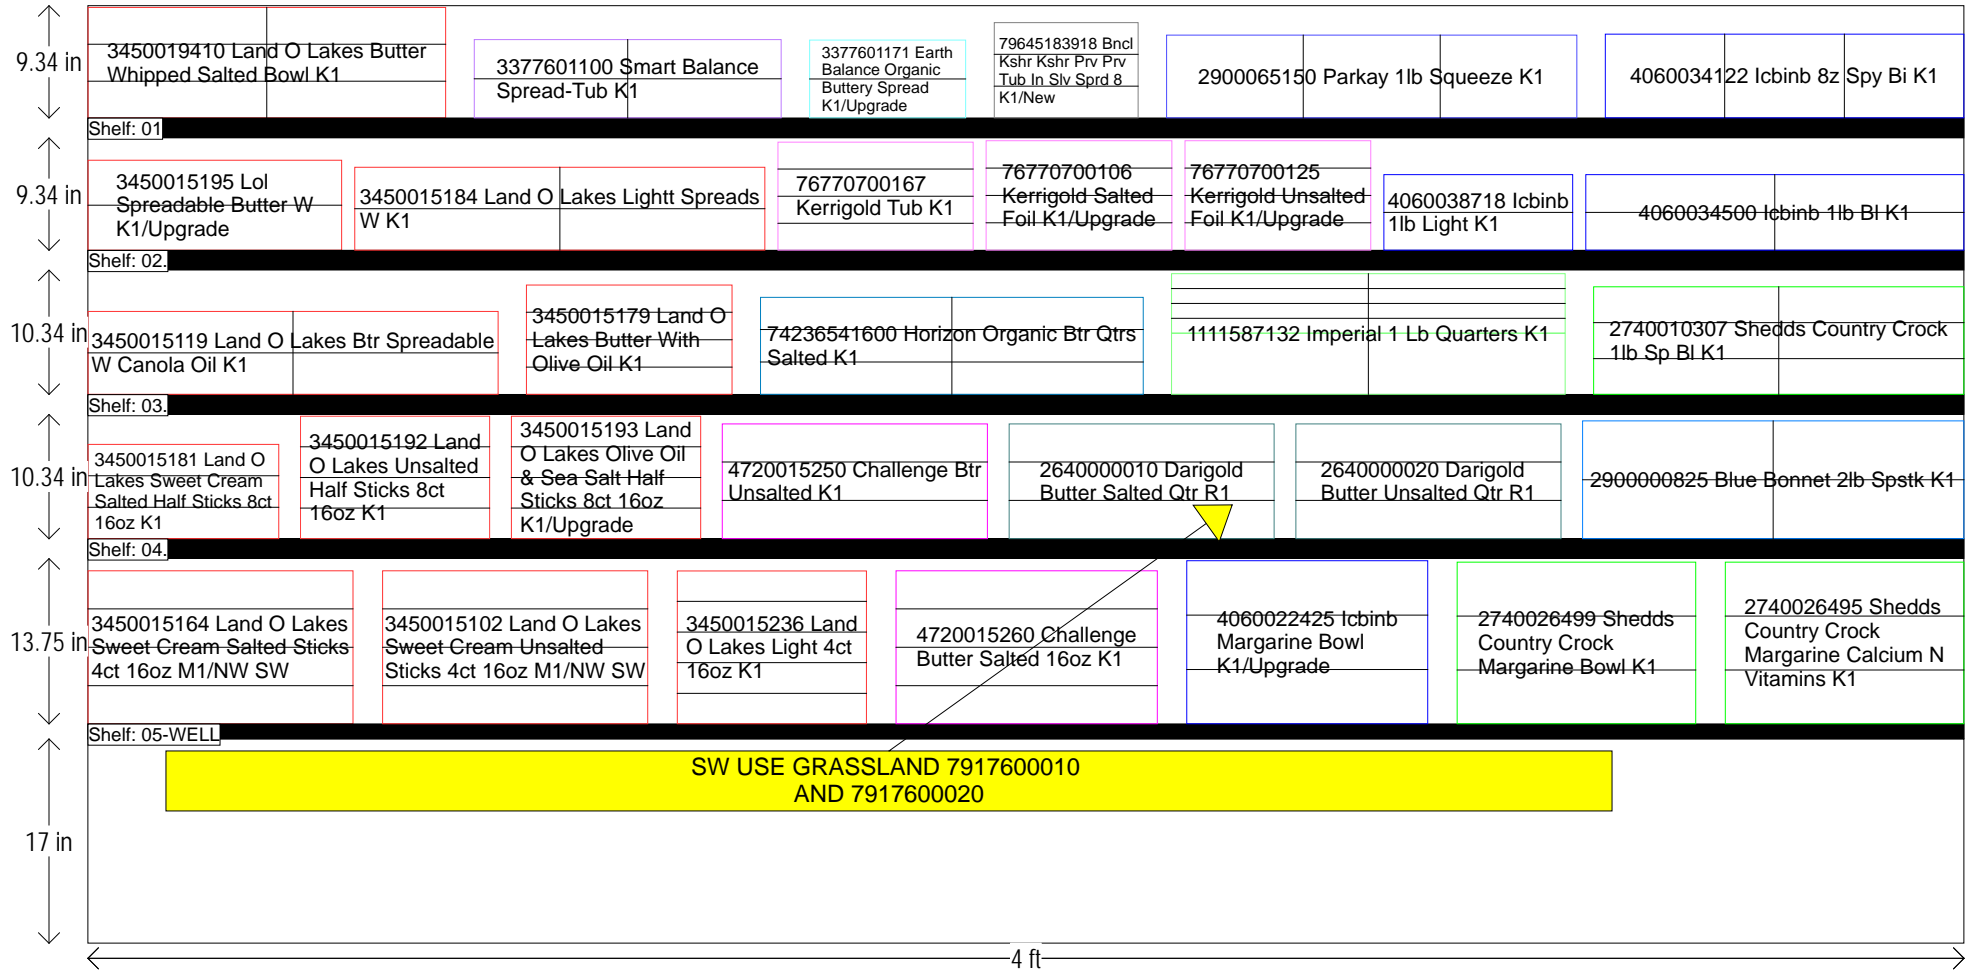 9.34 in
3450019410 Land O Lakes Butter
Whipped Salted Bowl K1
3377601100 Smart Balance
Spread-Tub K1
3377601171 Earth
Balance Organic
Buttery Spread
K1/Upgrade
79645183918 Bncl
Kshr Kshr Prv Prv
Tub In Slv Sprd 8
K1/New
2900065150 Parkay 1lb Squeeze K1
4060034122 Icbinb 8z Spy Bi K1
Shelf: 01
9.34 in
3450015195 Lol
Spreadable Butter W
K1/Upgrade
3450015184 Land O Lakes Lightt Spreads
W K1
76770700167
Kerrigold Tub K1
76770700106
Kerrigold Salted
Foil K1/Upgrade
76770700125
Kerrigold Unsalted
Foil K1/Upgrade
4060038718 Icbinb
1lb Light K1
4060034500 Icbinb 1lb Bl K1
Shelf: 02.
10.34 in
3450015119 Land O Lakes Btr Spreadable
W Canola Oil K1
3450015179 Land O
Lakes Butter With
Olive Oil K1
74236541600 Horizon Organic Btr Qtrs
Salted K1
1111587132 Imperial 1 Lb Quarters K1
2740010307 Shedds Country Crock
1lb Sp Bl K1
Shelf: 03.
10.34 in
3450015181 Land O
Lakes Sweet Cream
Salted Half Sticks 8ct
16oz K1
3450015192 Land
O Lakes Unsalted
Half Sticks 8ct
16oz K1
3450015193 Land
O Lakes Olive Oil
& Sea Salt Half
Sticks 8ct 16oz
K1/Upgrade
4720015250 Challenge Btr
Unsalted K1
2640000010 Darigold
Butter Salted Qtr R1
2640000020 Darigold
Butter Unsalted Qtr R1
2900000825 Blue Bonnet 2lb Spstk K1
Shelf: 04.
13.75 in
3450015164 Land O Lakes
Sweet Cream Salted Sticks
4ct 16oz M1/NW SW
3450015102 Land O Lakes
Sweet Cream Unsalted
Sticks 4ct 16oz M1/NW SW
3450015236 Land
O Lakes Light 4ct
16oz K1
4720015260 Challenge
Butter Salted 16oz K1
4060022425 Icbinb
Margarine Bowl
K1/Upgrade
2740026499 Shedds
Country Crock
Margarine Bowl K1
2740026495 Shedds
Country Crock
Margarine Calcium N
Vitamins K1
Shelf: 05-WELL
17 in
SW USE GRASSLAND 7917600010
AND 7917600020
4 ft